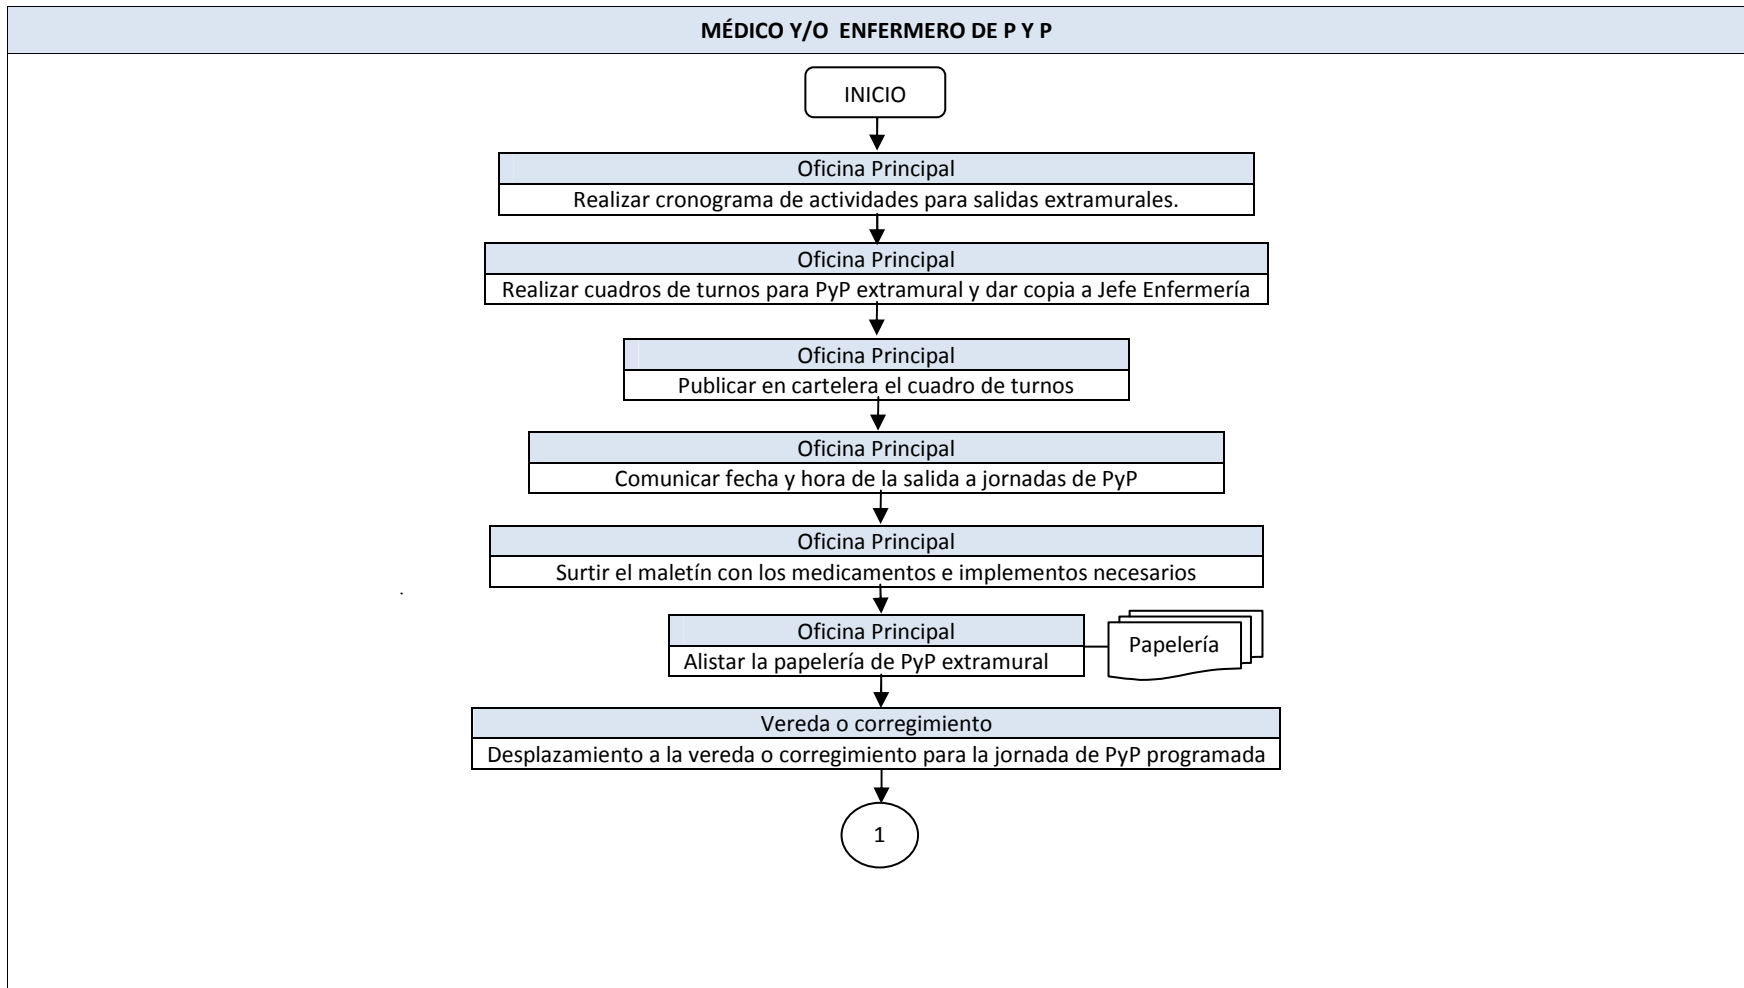 MÉDICO Y/O  ENFERMERO DE P Y P
INICIO
Oficina Principal
Realizar cronograma de actividades para salidas extramurales.
Oficina Principal
Realizar cuadros de turnos para PyP extramural y dar copia a Jefe Enfermería
Oficina Principal
Publicar en cartelera el cuadro de turnos
Oficina Principal
Comunicar fecha y hora de la salida a jornadas de PyP
Oficina Principal
Surtir el maletín con los medicamentos e implementos necesarios
Oficina Principal
Alistar la papelería de PyP extramural
Papelería
Vereda o corregimiento
Desplazamiento a la vereda o corregimiento para la jornada de PyP programada
1